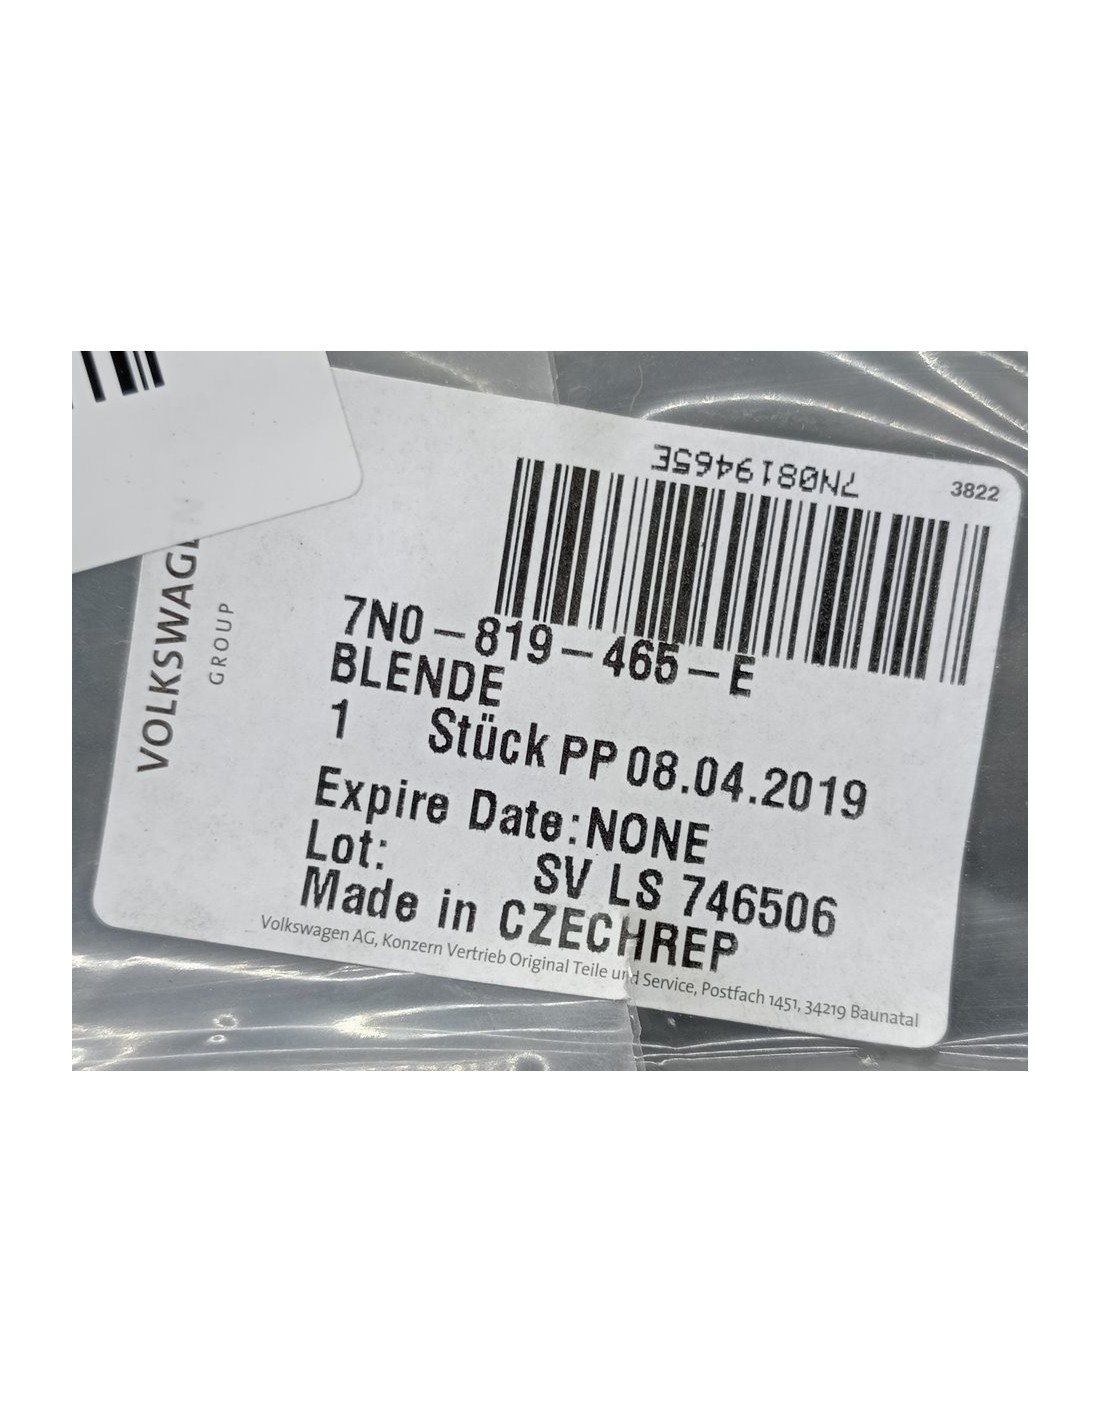 7N0819465E
3822
VOLKSWAGEN
GROUP
7N0-819-465-E
BLENDE
1 Stück PP 08.04.2019
Expire Date:NONE
Lot: SV LS 746506
Made in CZECHREP
Volkswagen AG, Konzern Vertrieb Original Teile und Service, Postfach 1451, 34219 Baunatal